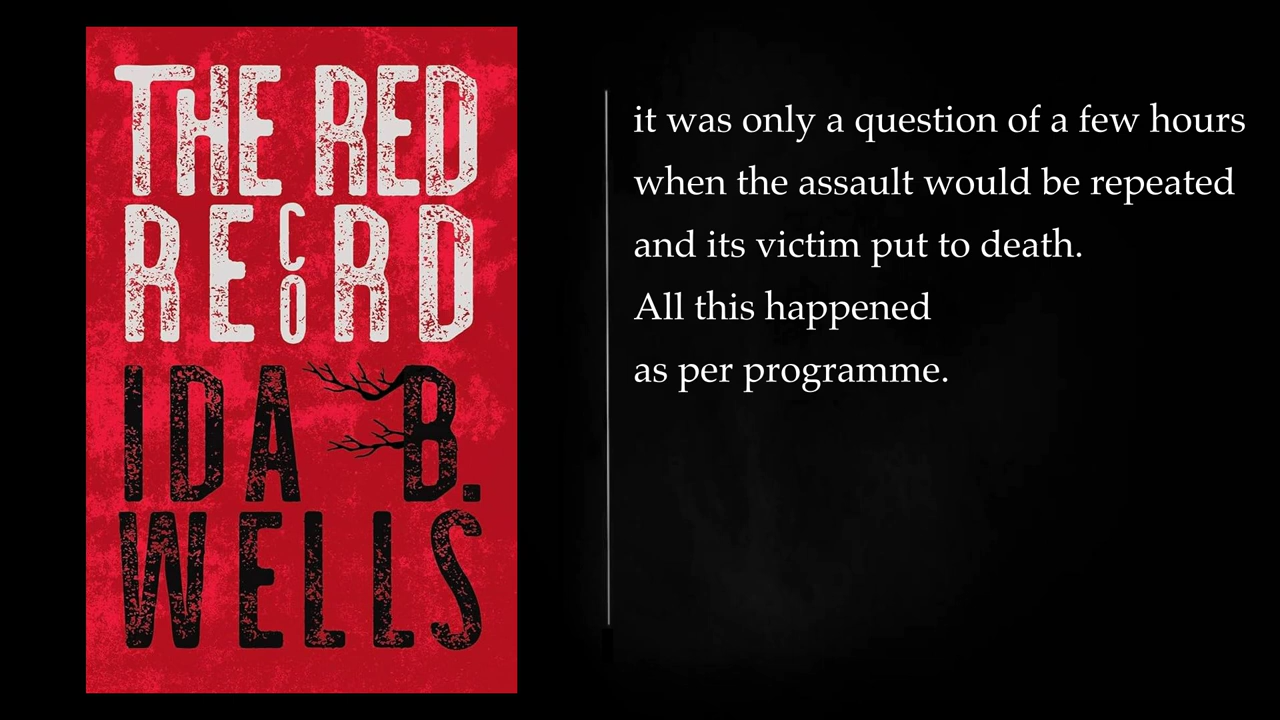 THE RED
RECORD
IDA B.
WELLS
it was only a question of a few hours
when the assault would be repeated
and its victim put to death.
All this happened
as per programme.